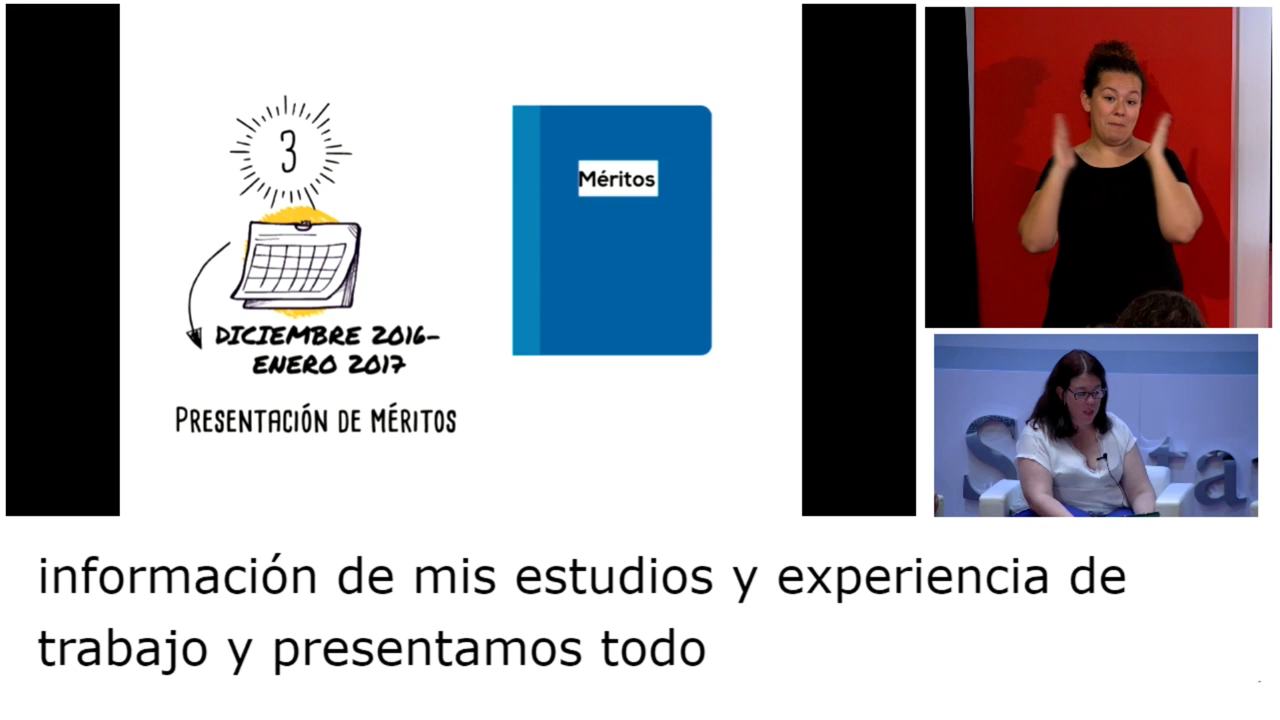 3
DICIEMBRE 2016-
ENERO 2017
PRESENTACIÓN DE MÉRITOS
Méritos
información de mis estudios y experiencia de
trabajo y presentamos todo